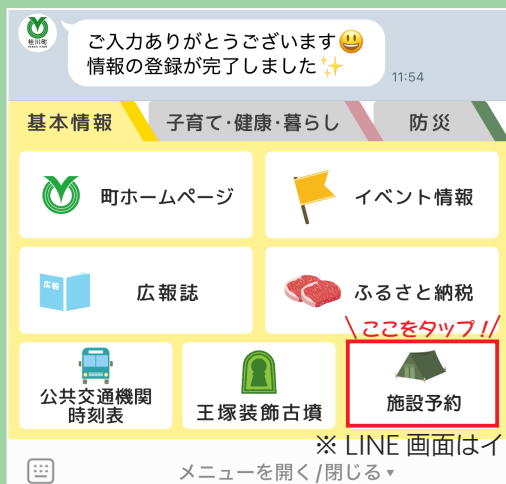 ご入力ありがとうございます😃
情報の登録が完了しました✨
11:54
桂川町
基本情報
子育て・健康・暮らし
防災
町ホームページ
イベント情報
広報
広報誌
ふるさと納税
\ここをタップ!/
公共交通機関
時刻表
王塚装飾古墳
施設予約
※ LINE 画面はイ
メニューを開く/閉じる▾